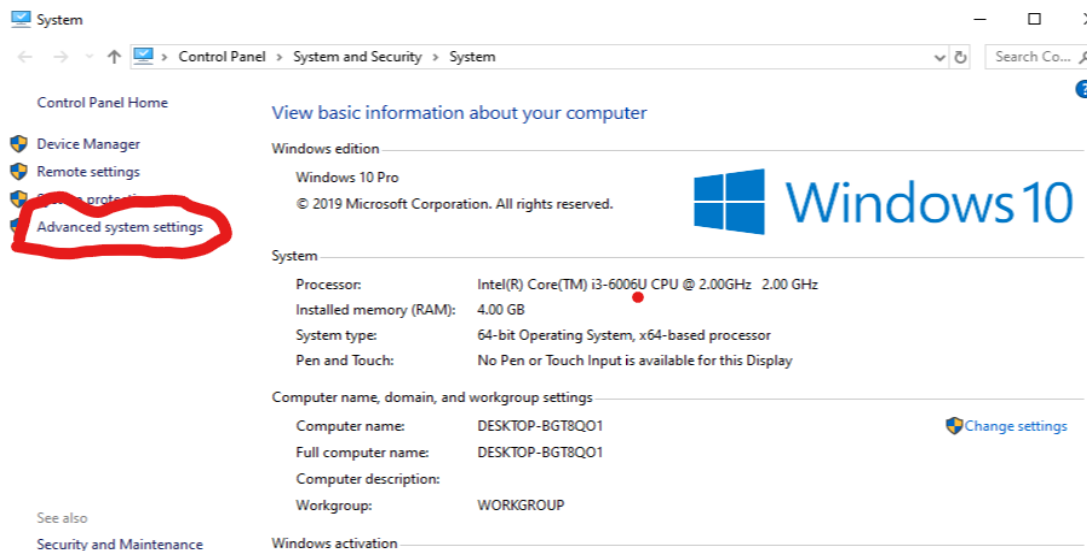 System
Control Panel > System and Security > System
Search Co...
Control Panel Home
Device Manager
Remote settings
Advanced system settings
View basic information about your computer
Windows edition
Windows 10 Pro
© 2019 Microsoft Corporation. All rights reserved.
Windows 10
System
Processor: Intel(R) Core(TM) i3-6006U CPU @ 2.00GHz 2.00 GHz
Installed memory (RAM): 4.00 GB
System type: 64-bit Operating System, x64-based processor
Pen and Touch: No Pen or Touch Input is available for this Display
Computer name, domain, and workgroup settings
Computer name: DESKTOP-BGT8QO1
Change settings
Full computer name: DESKTOP-BGT8QO1
Computer description:
Workgroup: WORKGROUP
Windows activation
See also
Security and Maintenance